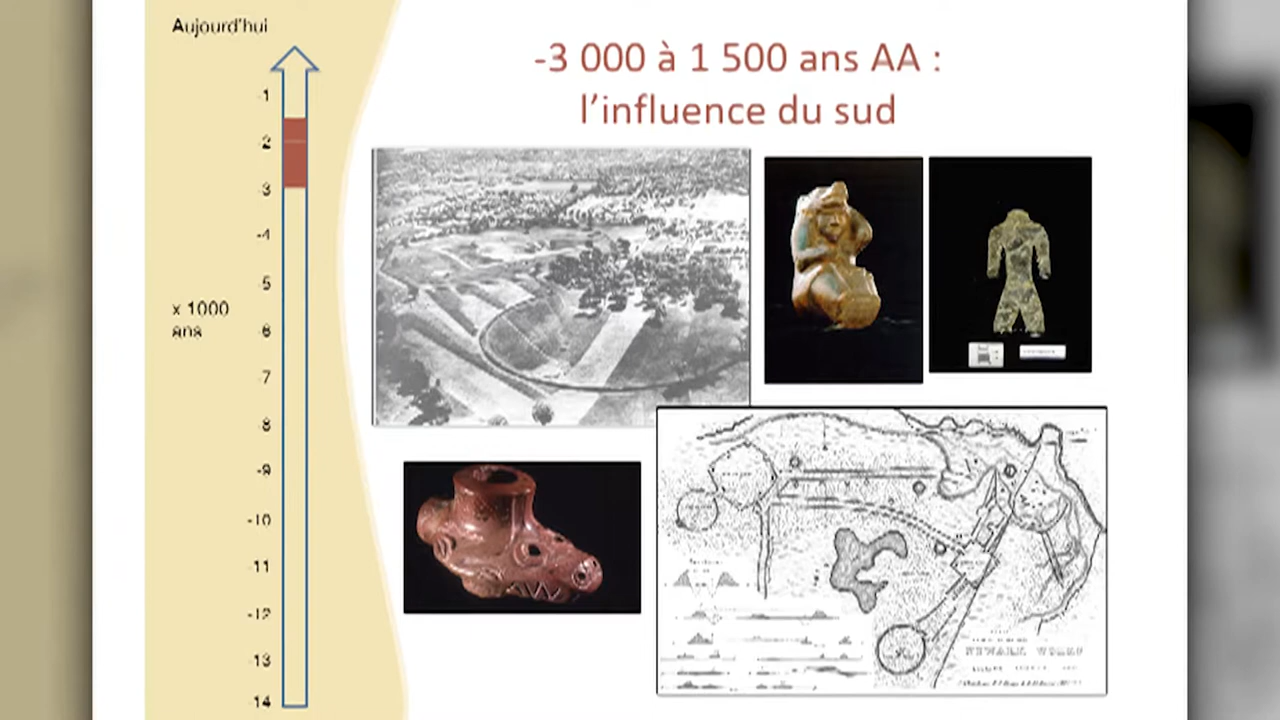 Aujourd'hui
-3 000 à 1 500 ans AA :
l'influence du sud
-1
-2
-3
-4
-5
x 1000
ans
-6
-7
-8
-9
-10
-11
-12
-13
-14
NEWARK WORKS